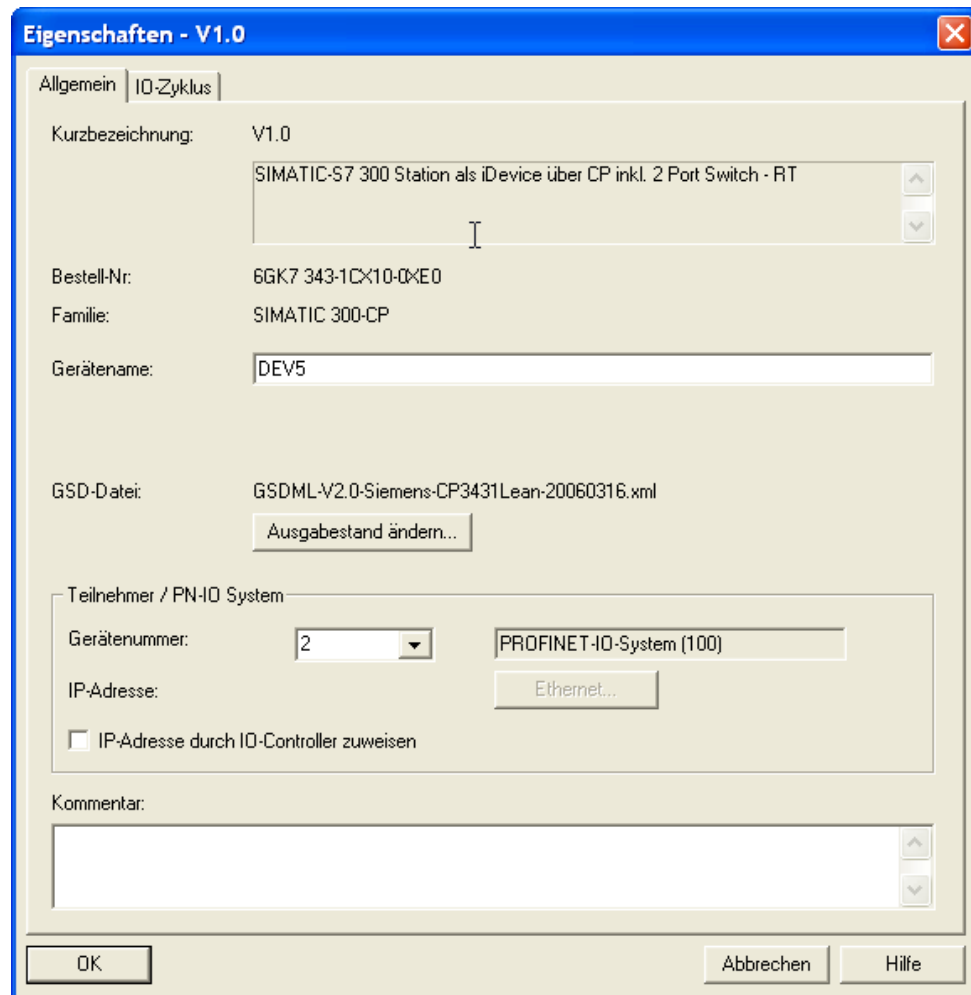 Eigenschaften - V1.0
Allgemein IO-Zyklus
Kurzbezeichnung: V1.0
SIMATIC-S7 300 Station als iDevice über CP inkl. 2 Port Switch - RT
Bestell-Nr: 6GK7 343-1CX10-0XE0
Familie: SIMATIC 300-CP
Gerätename: DEV5
GSD-Datei: GSDML-V2.0-Siemens-CP3431Lean-20060316.xml
Ausgabestand ändern...
Teilnehmer / PN-IO System
Gerätenummer: 2 PROFINET-IO-System (100)
IP-Adresse: Ethernet...
IP-Adresse durch IO-Controller zuweisen
Kommentar:
OK Abbrechen Hilfe